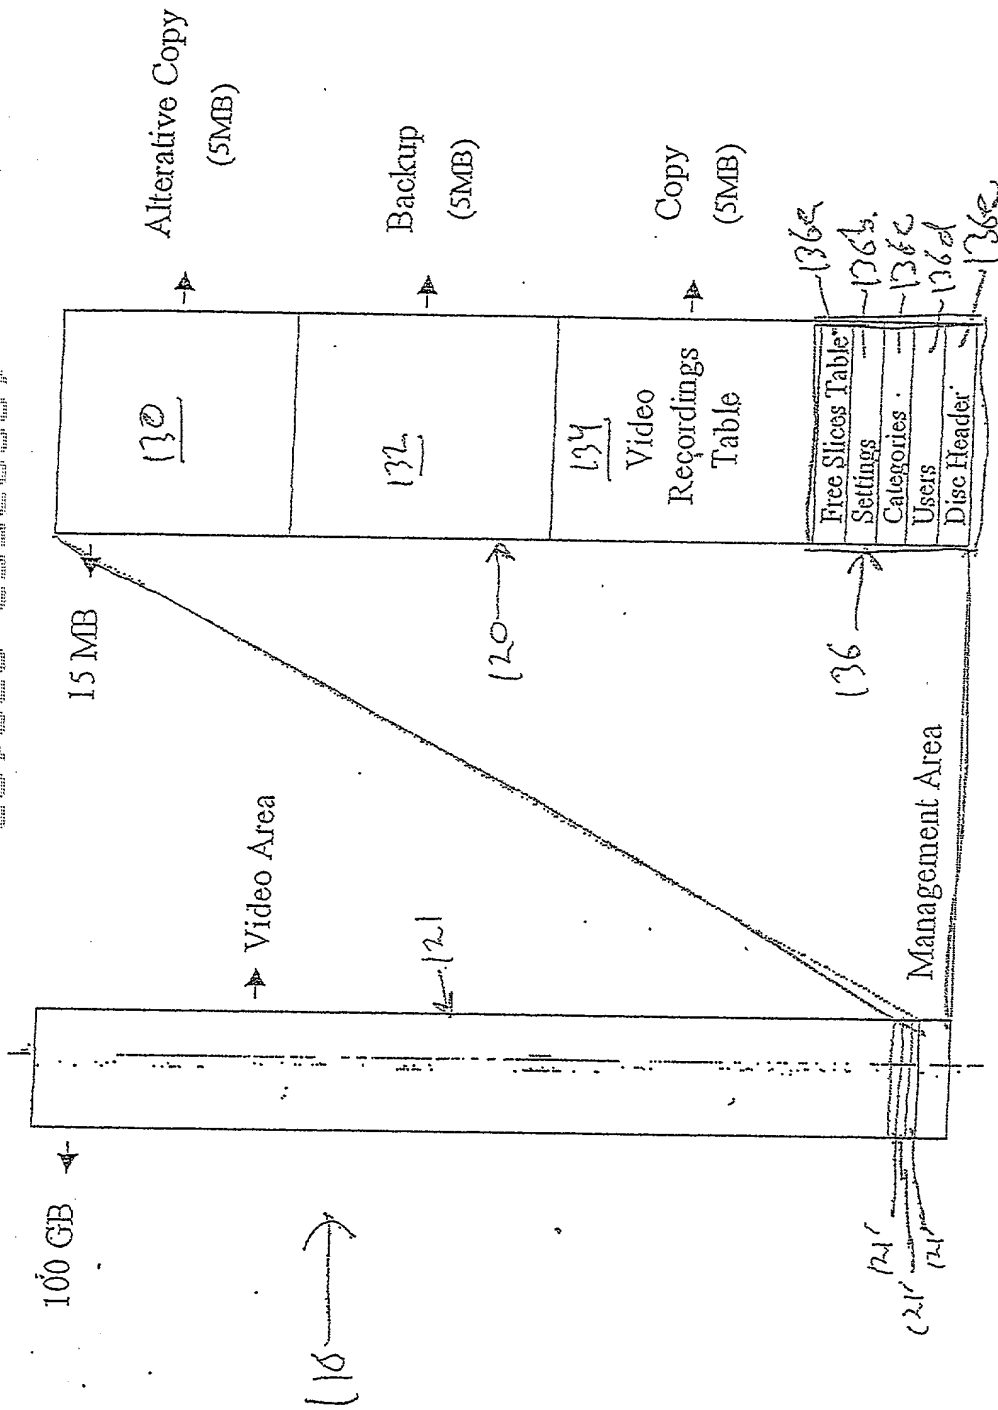 100 GB
110
Video Area
121
121'
121'
121'
Management Area
15 MB
120
136
130
132
134
Video
Recordings
Table
Free Slices Table
Settings
Categories
Users
Disc Header
136a
136b
136c
136d
136e
Alterative Copy
(5MB)
Backup
(5MB)
Copy
(5MB)